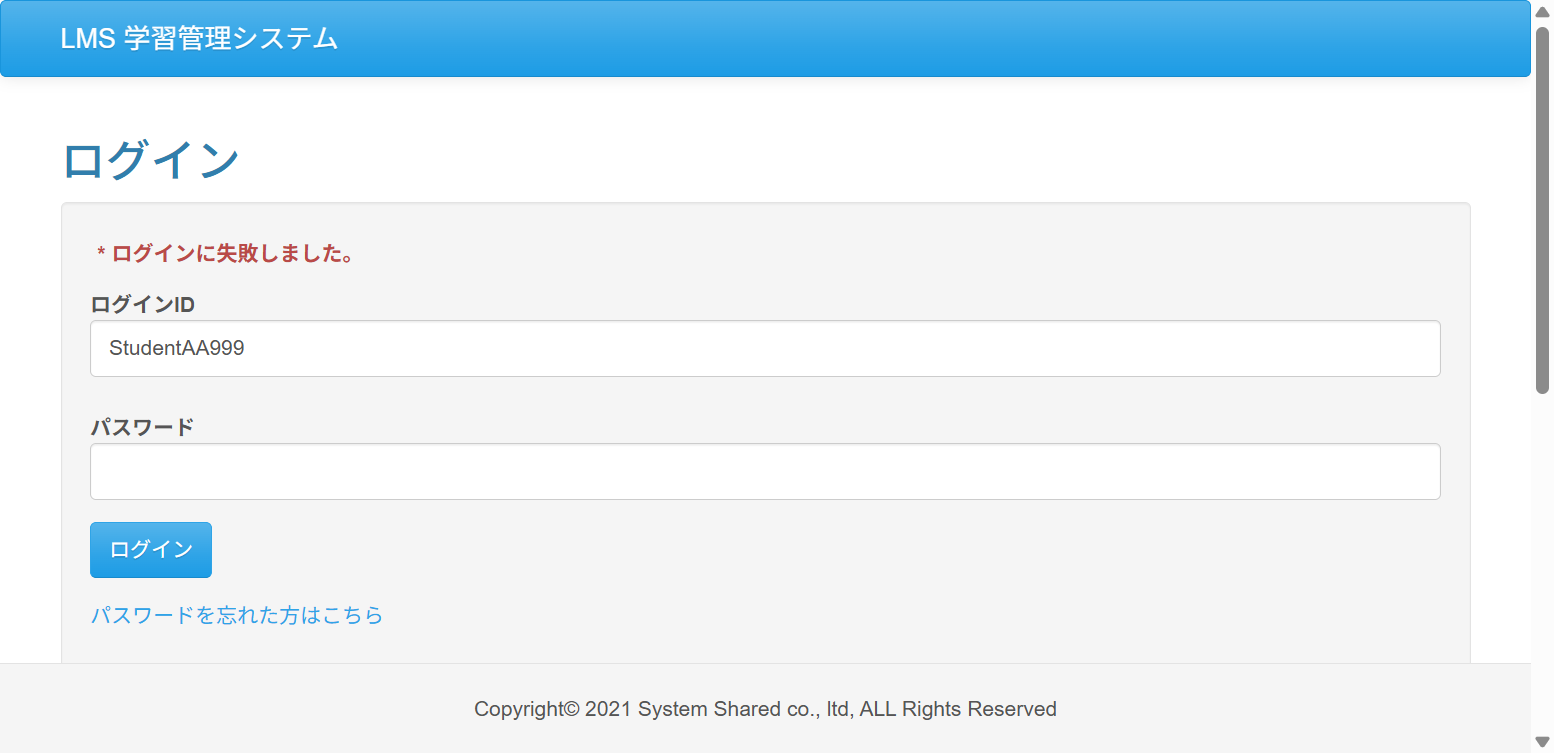 LMS 学習管理システム
ログイン
* ログインに失敗しました。
ログインID
StudentAA999
パスワード
ログイン
パスワードを忘れた方はこちら
Copyright© 2021 System Shared co., ltd, ALL Rights Reserved